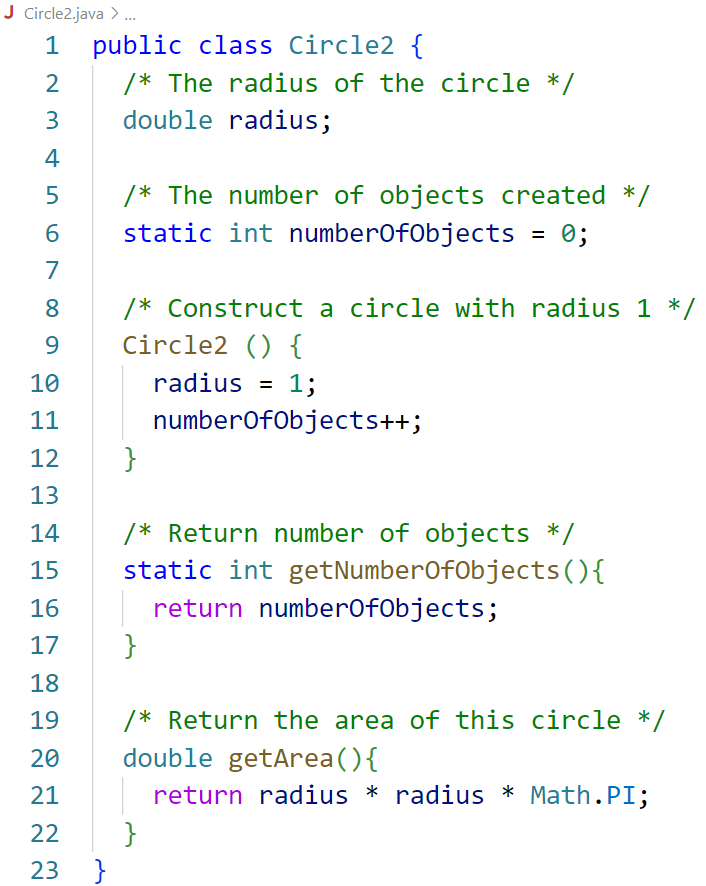 J Circle2.java > ...
1 public class Circle2 {
2   /* The radius of the circle */
3   double radius;
4
5   /* The number of objects created */
6   static int numberOfObjects = 0;
7
8   /* Construct a circle with radius 1 */
9   Circle2 () {
10     radius = 1;
11     numberOfObjects++;
12   }
13
14   /* Return number of objects */
15   static int getNumberOfObjects(){
16     return numberOfObjects;
17   }
18
19   /* Return the area of this circle */
20   double getArea(){
21     return radius * radius * Math.PI;
22   }
23 }